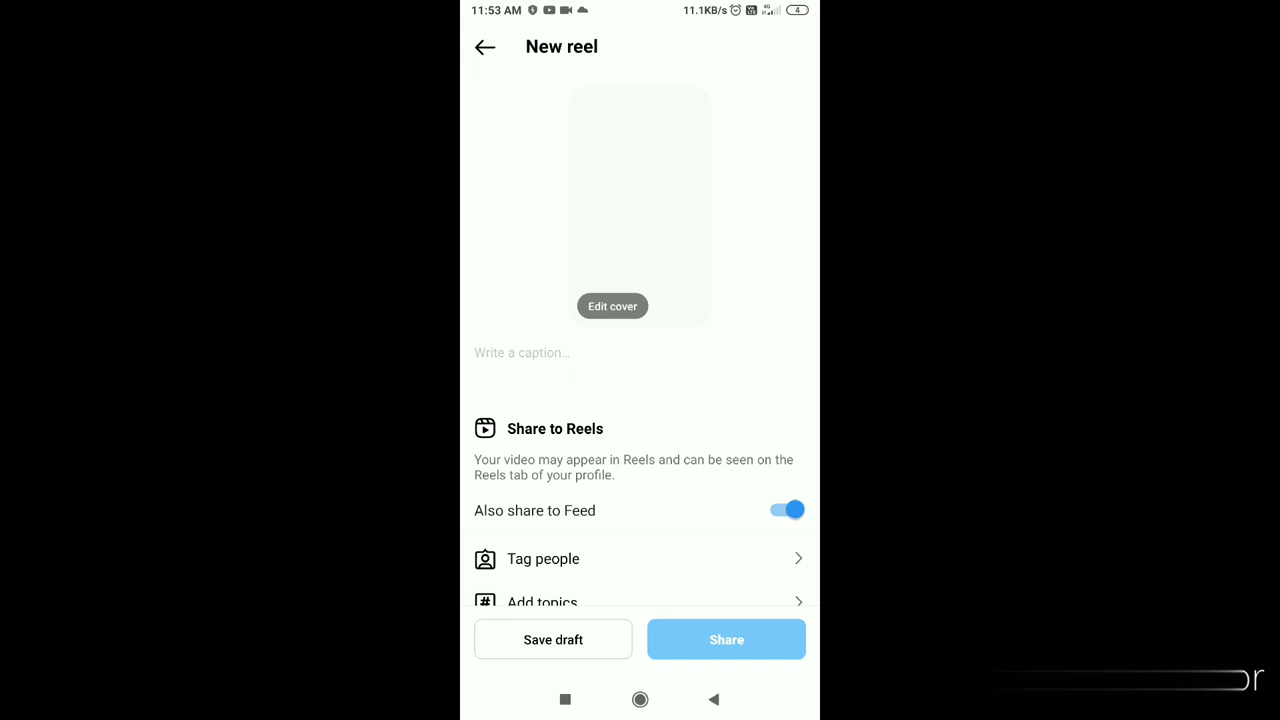 11:53 AM
11.1KB/s
4G
4
New reel
Edit cover
Write a caption...
Share to Reels
Your video may appear in Reels and can be seen on the
Reels tab of your profile.
Also share to Feed
Tag people
# Add topics
Save draft
Share